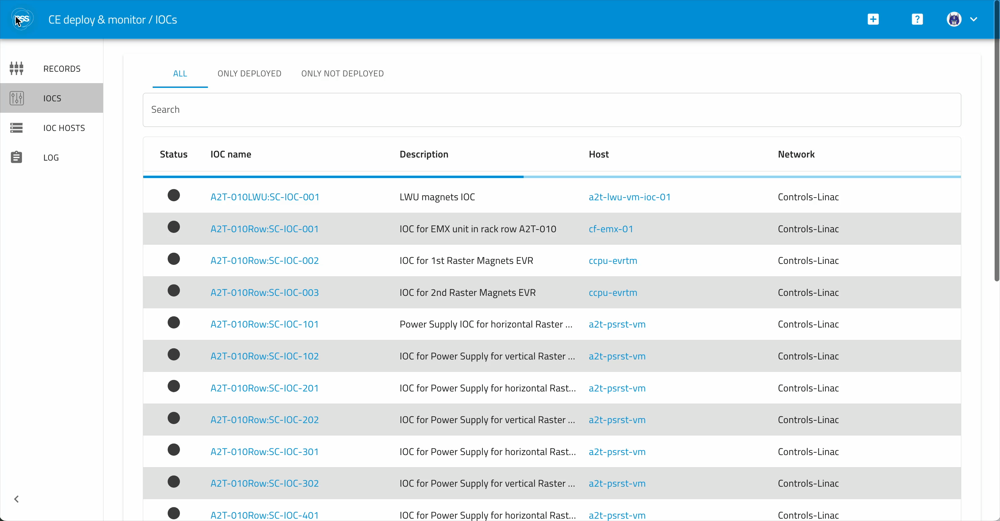 ess CE deploy & monitor / IOCs
RECORDS
IOCS
IOC HOSTS
LOG
ALL ONLY DEPLOYED ONLY NOT DEPLOYED
Search
Status IOC name Description Host Network
A2T-010LWU:SC-IOC-001 LWU magnets IOC a2t-lwu-vm-ioc-01 Controls-Linac
A2T-010Row:SC-IOC-001 IOC for EMX unit in rack row A2T-010 cf-emx-01 Controls-Linac
A2T-010Row:SC-IOC-002 IOC for 1st Raster Magnets EVR ccpu-evrtm Controls-Linac
A2T-010Row:SC-IOC-003 IOC for 2nd Raster Magnets EVR ccpu-evrtm Controls-Linac
A2T-010Row:SC-IOC-101 Power Supply IOC for horizontal Raster ... a2t-psrst-vm Controls-Linac
A2T-010Row:SC-IOC-102 IOC for Power Supply for vertical Raster ... a2t-psrst-vm Controls-Linac
A2T-010Row:SC-IOC-201 IOC for Power Supply for horizontal Rast... a2t-psrst-vm Controls-Linac
A2T-010Row:SC-IOC-202 IOC for Power Supply for vertical Raster ... a2t-psrst-vm Controls-Linac
A2T-010Row:SC-IOC-301 IOC for Power Supply for horizontal Rast... a2t-psrst-vm Controls-Linac
A2T-010Row:SC-IOC-302 IOC for Power Supply for vertical Raster ... a2t-psrst-vm Controls-Linac
A2T-010Row:SC-IOC-401 IOC for Power Supply for horizontal Rast... a2t-psrst-vm Controls-Linac